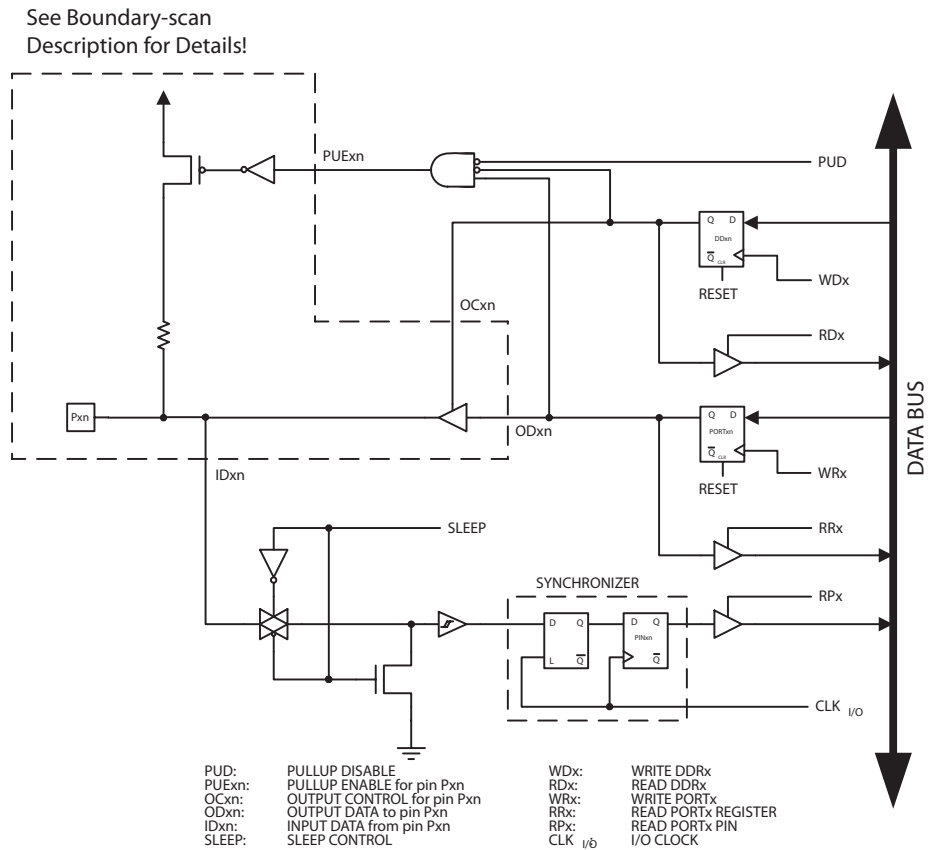 See Boundary-scan
Description for Details!
PUExn
PUD
Q D
DDxn
Q CLR
WDx
RESET
OCxn
RDx
Pxn
ODxn
Q D
PORTxn
Q CLR
WRx
RESET
IDxn
DATA BUS
SLEEP
RRx
SYNCHRONIZER
RPx
D Q
L Q
D Q
PINxn
Q
CLK I/O
PUD: PULLUP DISABLE
PUExn: PULLUP ENABLE for pin Pxn
OCxn: OUTPUT CONTROL for pin Pxn
ODxn: OUTPUT DATA to pin Pxn
IDxn: INPUT DATA from pin Pxn
SLEEP: SLEEP CONTROL
WDx: WRITE DDRx
RDx: READ DDRx
WRx: WRITE PORTx
RRx: READ PORTx REGISTER
RPx: READ PORTx PIN
CLK I/O: I/O CLOCK